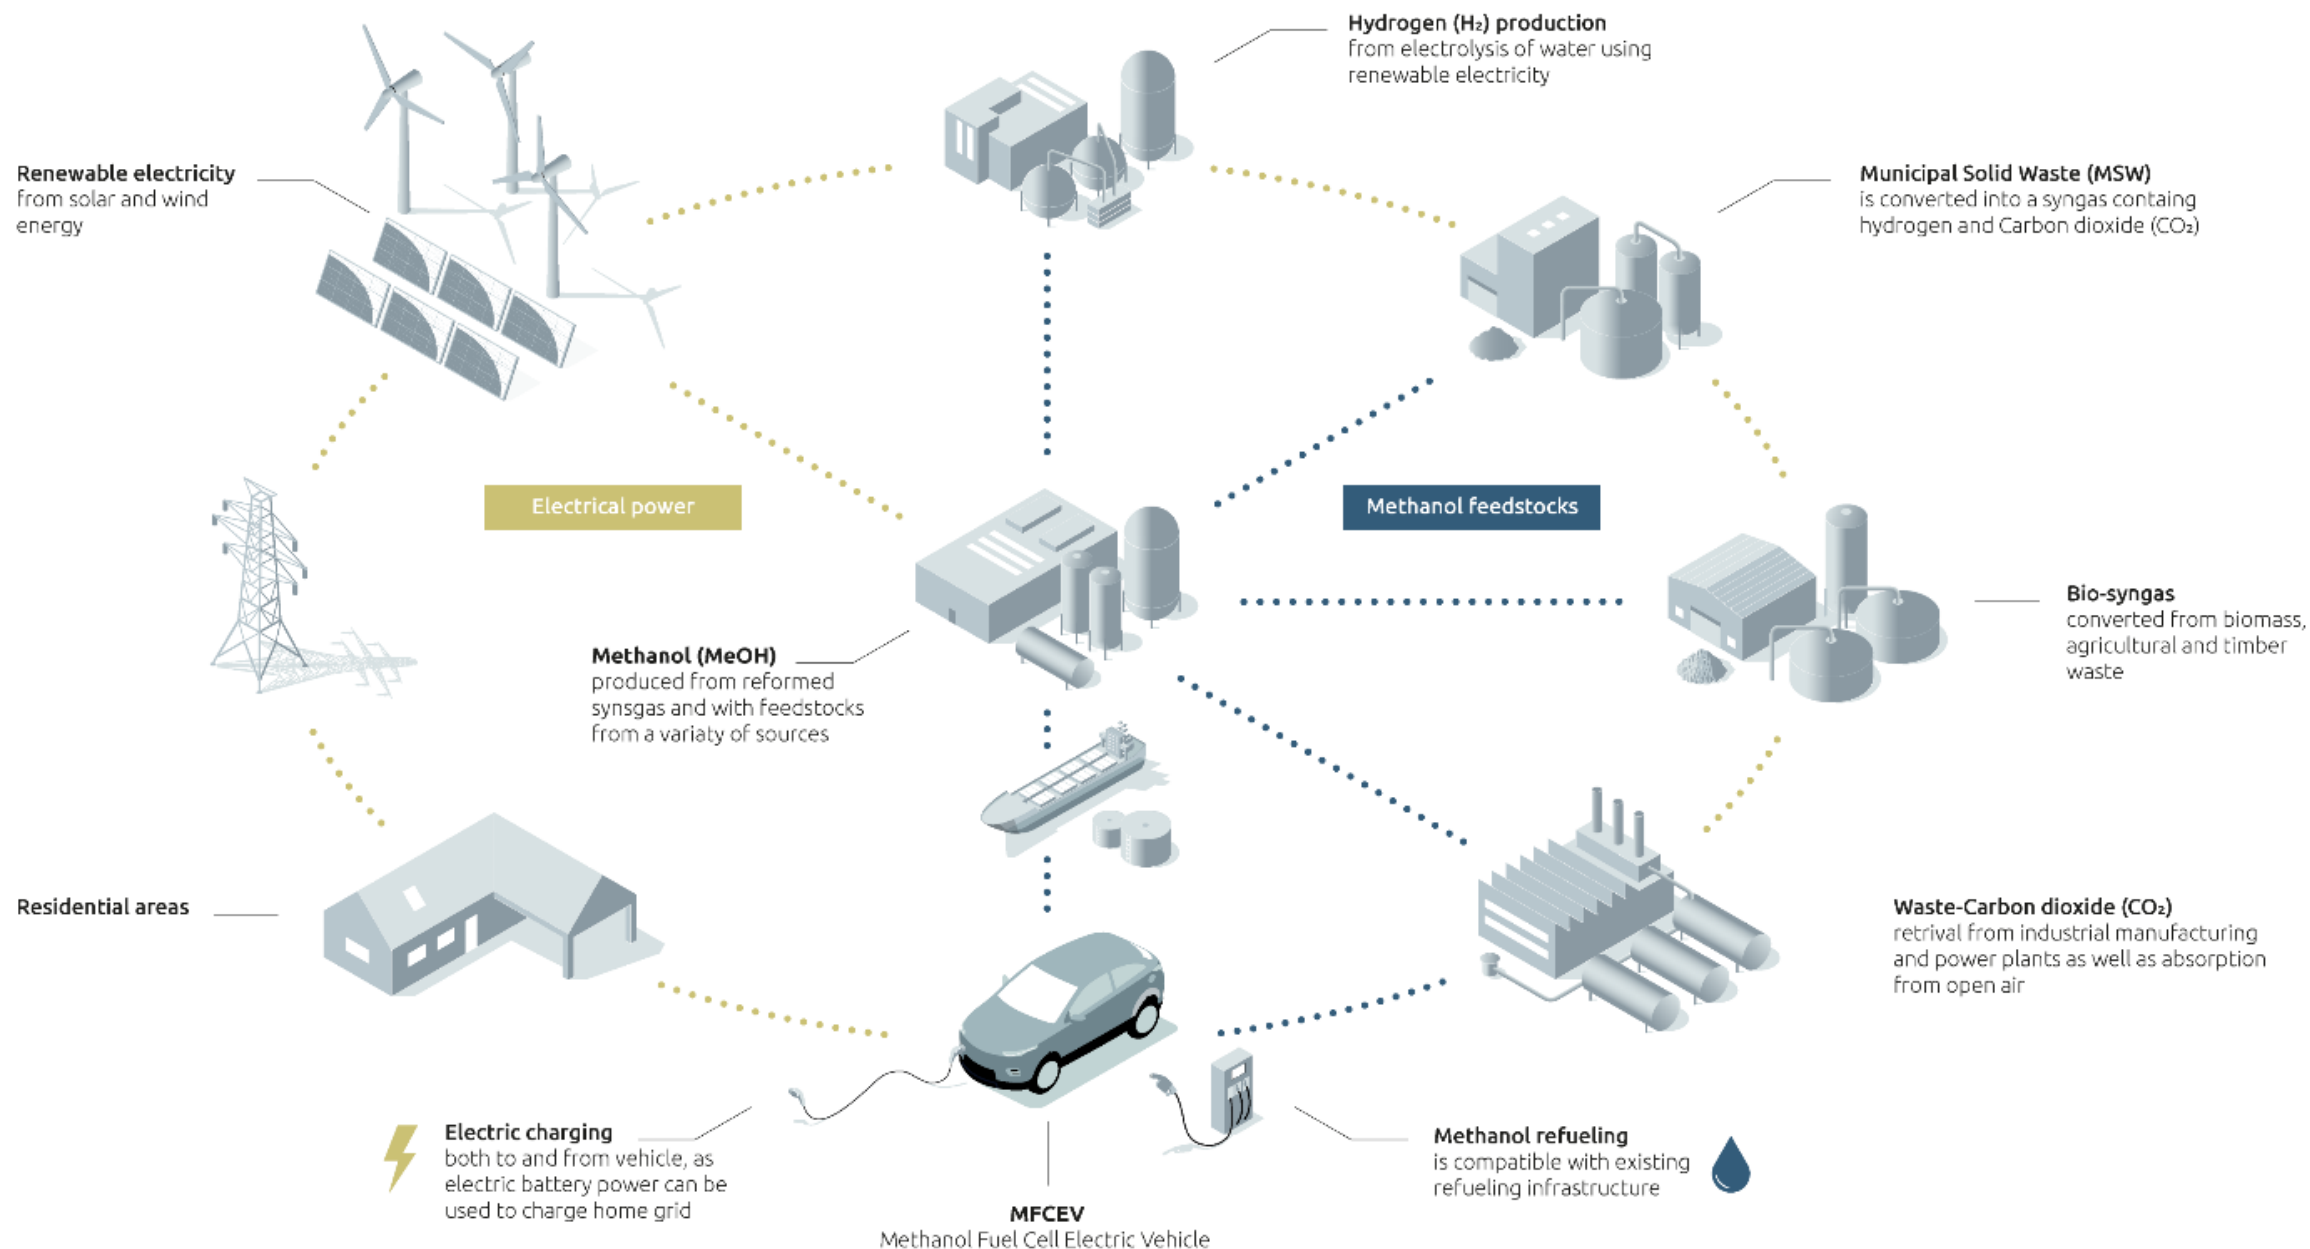 Hydrogen (H₂) production
from electrolysis of water using
renewable electricity
Renewable electricity
from solar and wind
energy
Municipal Solid Waste (MSW)
is converted into a syngas containg
hydrogen and Carbon dioxide (CO₂)
Electrical power
Methanol feedstocks
Bio-syngas
converted from biomass,
agricultural and timber
waste
Methanol (MeOH)
produced from reformed
synsgas and with feedstocks
from a variaty of sources
Residential areas
Waste-Carbon dioxide (CO₂)
retrival from industrial manufacturing
and power plants as well as absorption
from open air
Electric charging
both to and from vehicle, as
electric battery power can be
used to charge home grid
MFCEV
Methanol Fuel Cell Electric Vehicle
Methanol refueling
is compatible with existing
refueling infrastructure